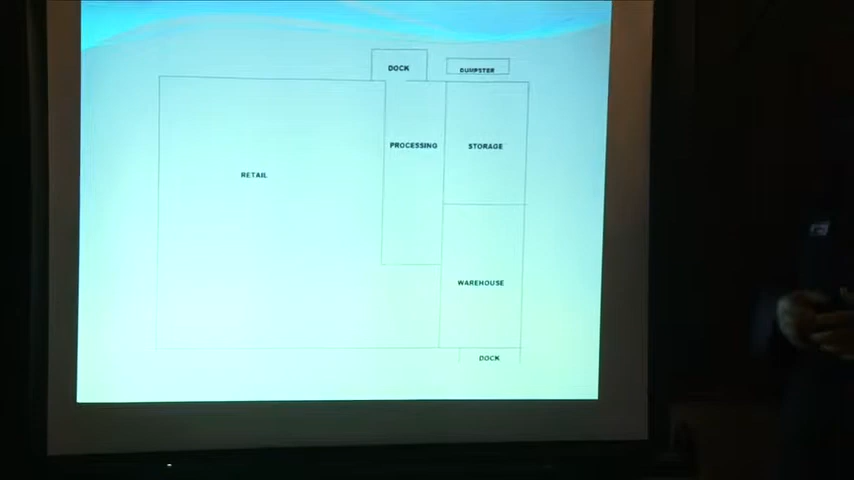 DOCK
DUMPSTER
PROCESSING
STORAGE
RETAIL
WAREHOUSE
DOCK